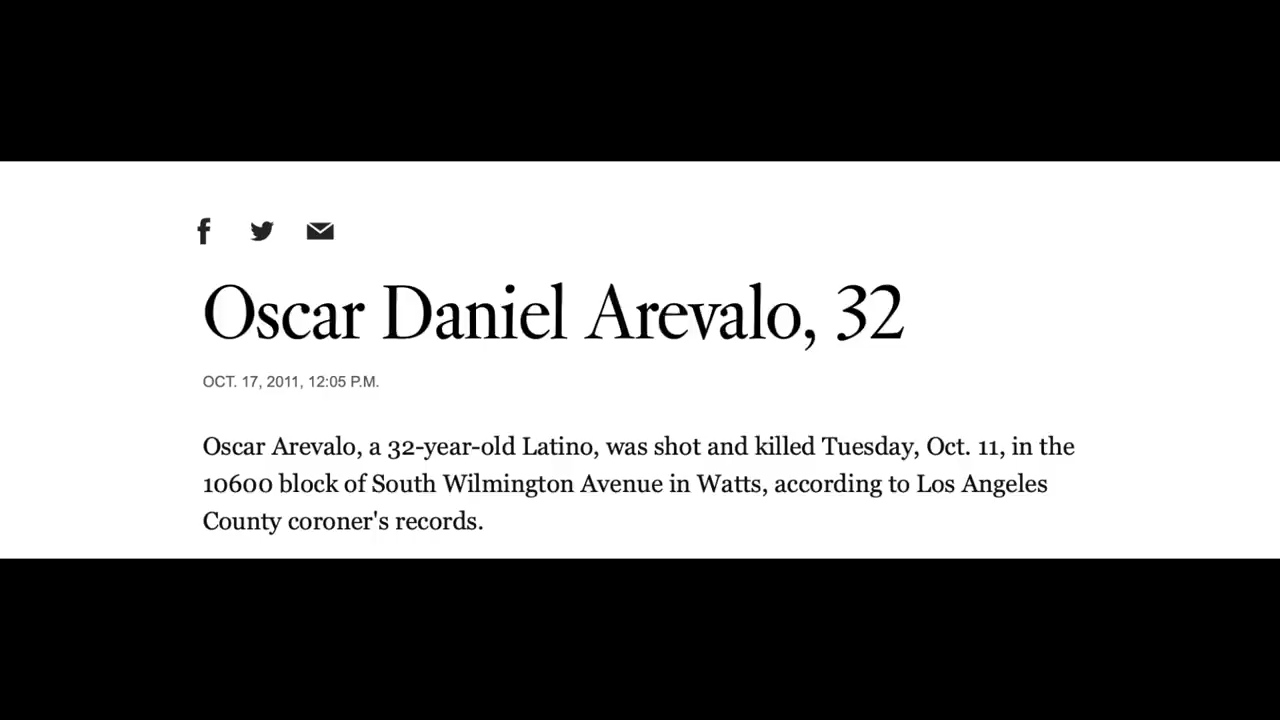 Oscar Daniel Arevalo, 32
OCT. 17, 2011, 12:05 P.M.
Oscar Arevalo, a 32-year-old Latino, was shot and killed Tuesday, Oct. 11, in the
10600 block of South Wilmington Avenue in Watts, according to Los Angeles
County coroner's records.